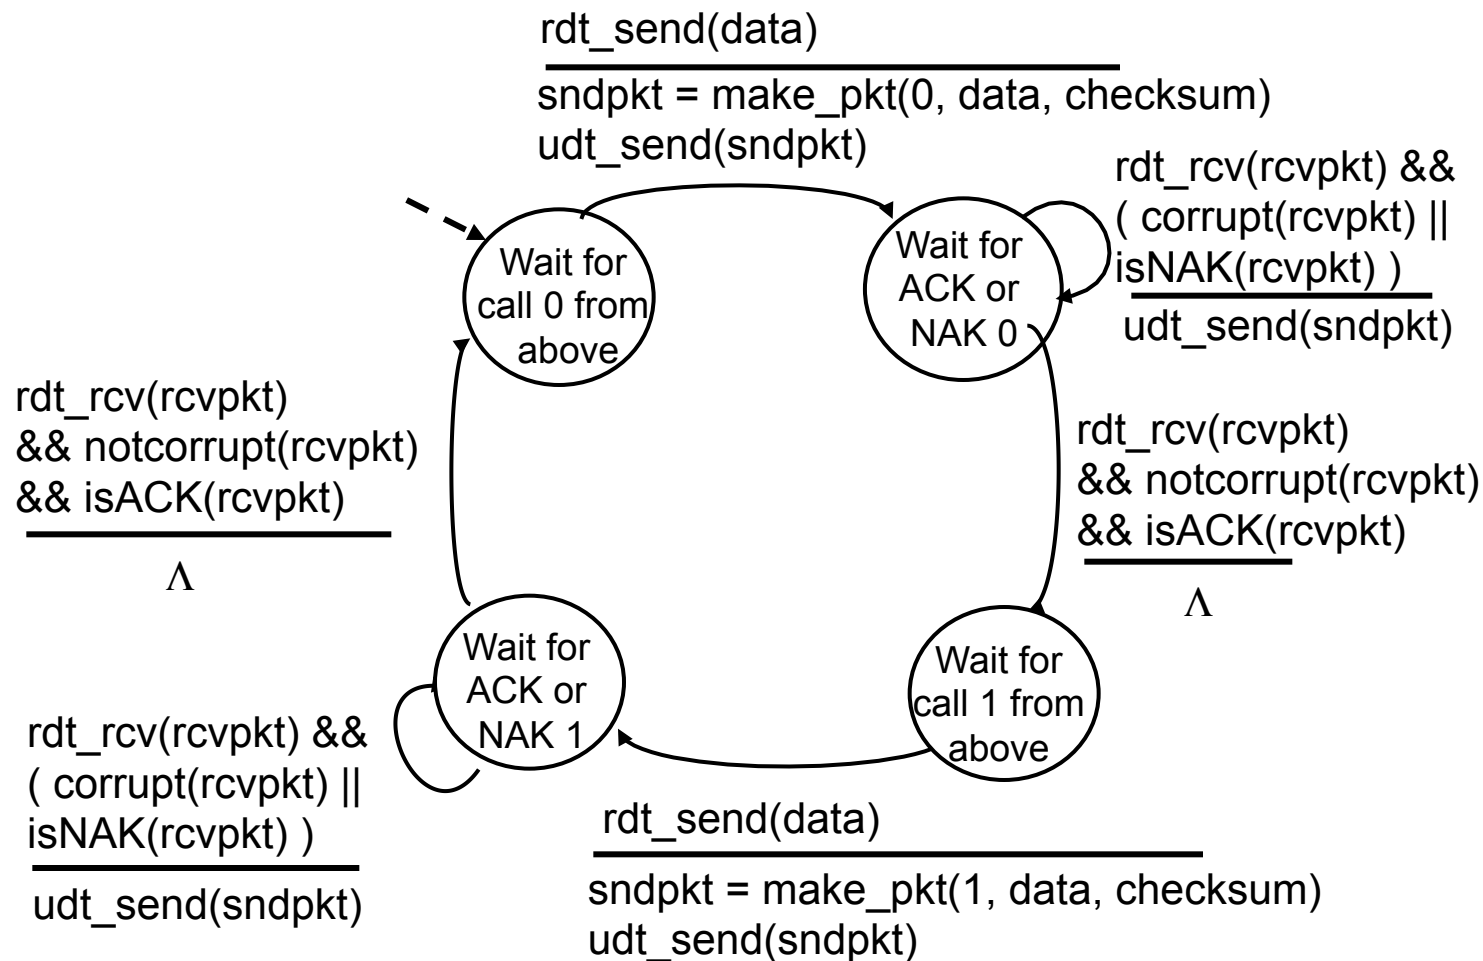 rdt_send(data)
sndpkt = make_pkt(0, data, checksum)
udt_send(sndpkt)
rdt_rcv(rcvpkt) &&
( corrupt(rcvpkt) ||
isNAK(rcvpkt) )
udt_send(sndpkt)
Wait for
call 0 from
above
Wait for
ACK or
NAK 0
rdt_rcv(rcvpkt)
&& notcorrupt(rcvpkt)
&& isACK(rcvpkt)
Λ
rdt_rcv(rcvpkt)
&& notcorrupt(rcvpkt)
&& isACK(rcvpkt)
Λ
Wait for
ACK or
NAK 1
Wait for
call 1 from
above
rdt_rcv(rcvpkt) &&
( corrupt(rcvpkt) ||
isNAK(rcvpkt) )
udt_send(sndpkt)
rdt_send(data)
sndpkt = make_pkt(1, data, checksum)
udt_send(sndpkt)